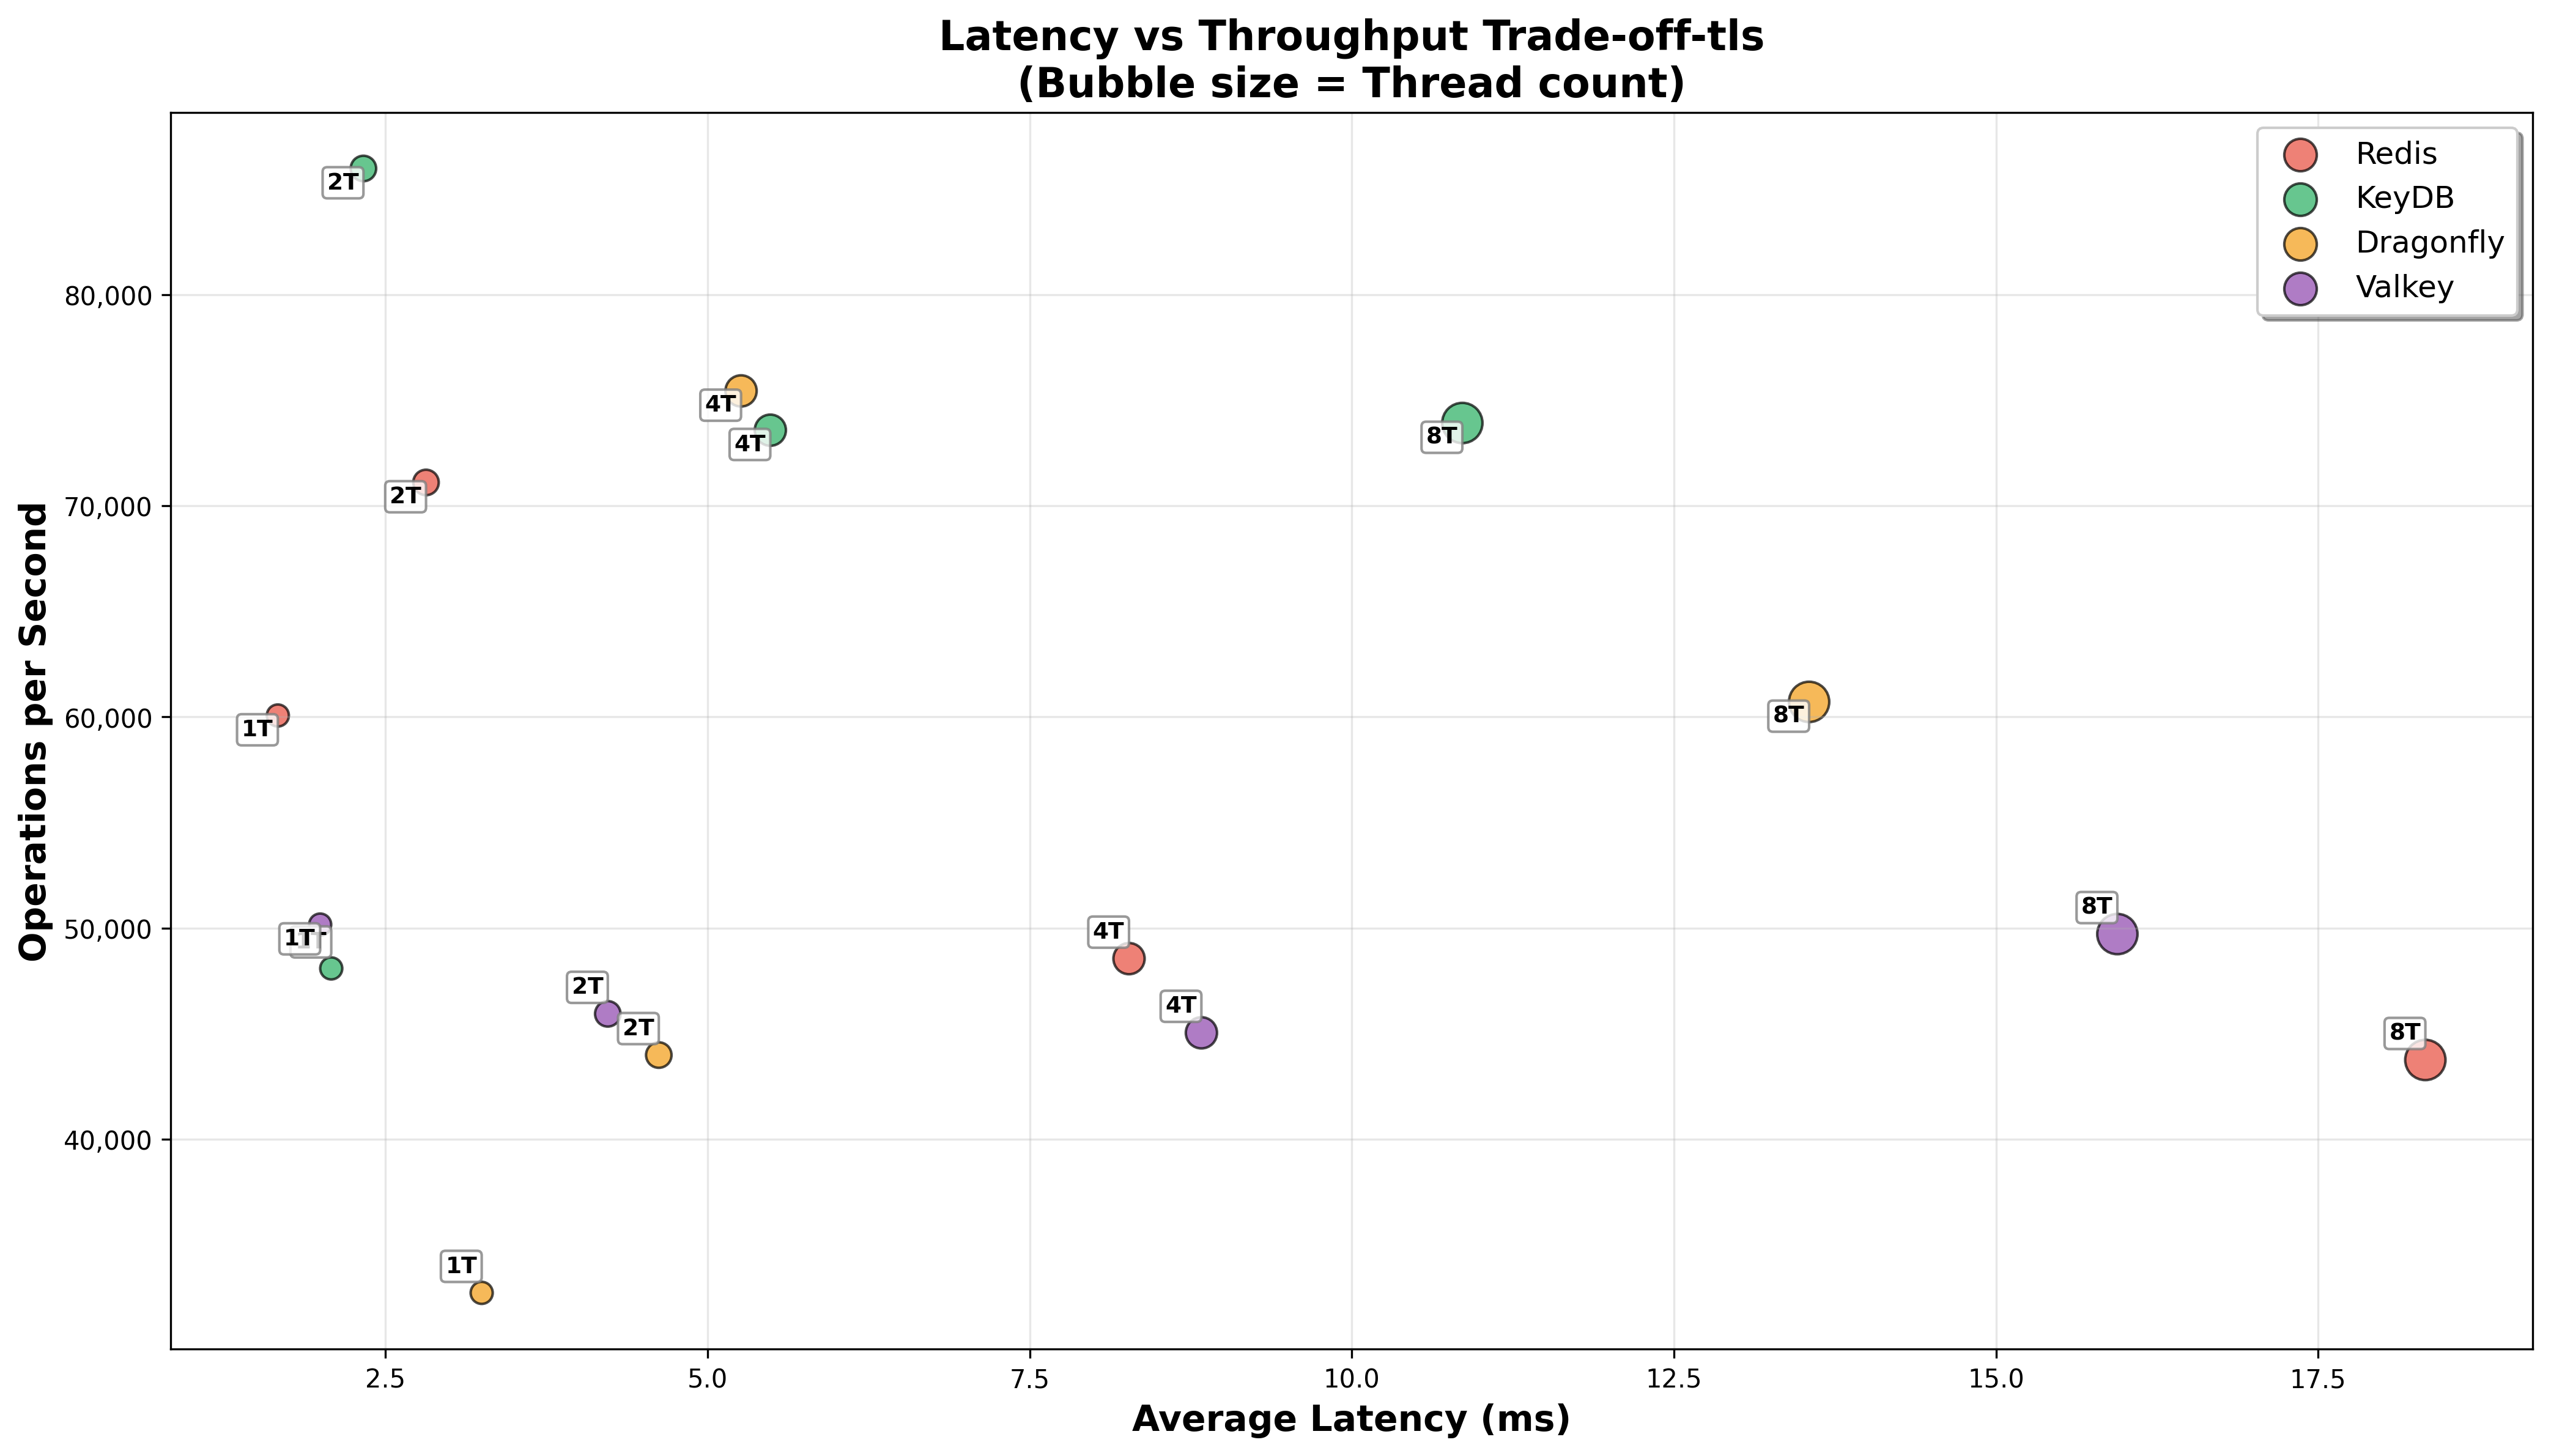 Latency vs Throughput Trade-off-tls
(Bubble size = Thread count)
Redis
KeyDB
Dragonfly
Valkey
Operations per Second
80,000
70,000
60,000
50,000
40,000
2T
4T
4T
8T
2T
1T
8T
1T
8T
4T
2T
4T
2T
8T
1T
2.5
5.0
7.5
10.0
12.5
15.0
17.5
Average Latency (ms)